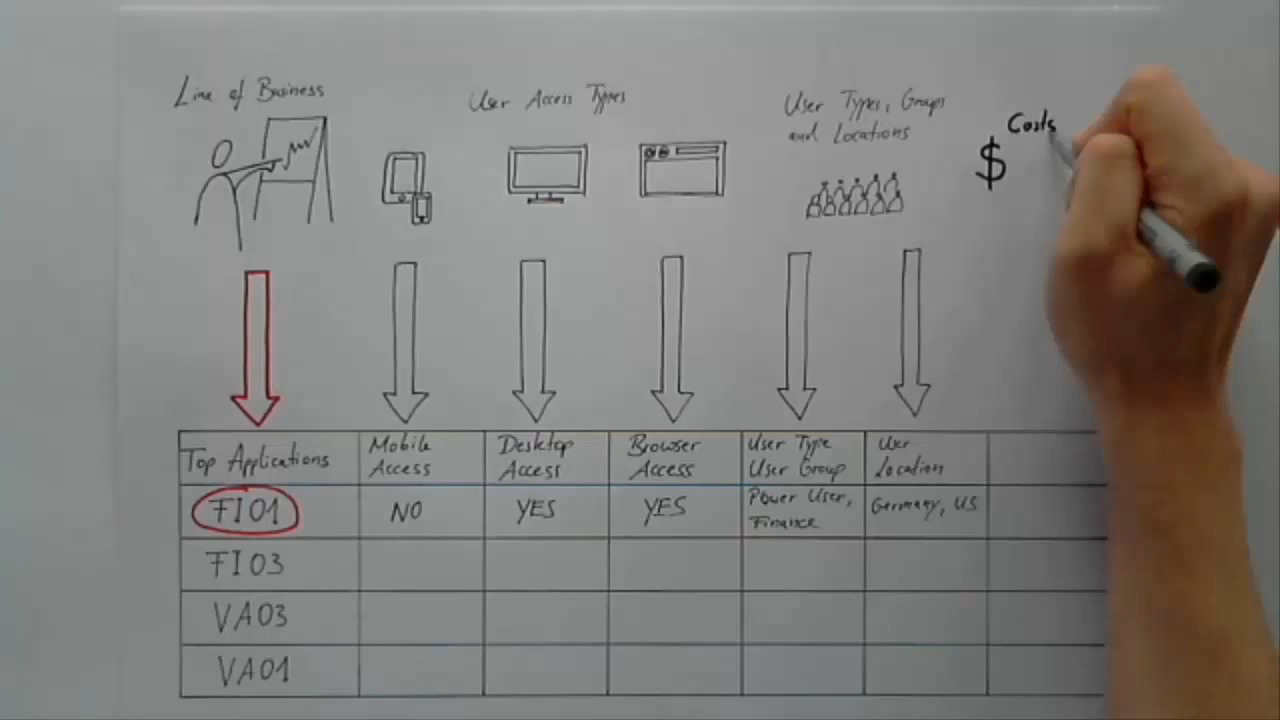 Line of Business
User Access Types
User Types, Groups
and Locations
$
Costs
Top Applications
Mobile
Access
Desktop
Access
Browser
Access
User Type
User Group
User
Location
FI01
NO
YES
YES
Power User,
Finance
Germany, US
FI03
VA03
VA01